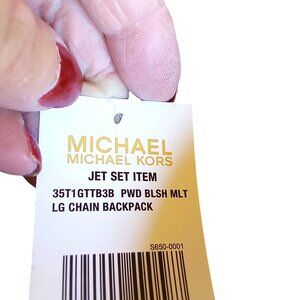 MICHAEL
MICHAEL KORS
JET SET ITEM
35T1GTTB3B PWD BLSH MLT
LG CHAIN BACKPACK
S650-0001